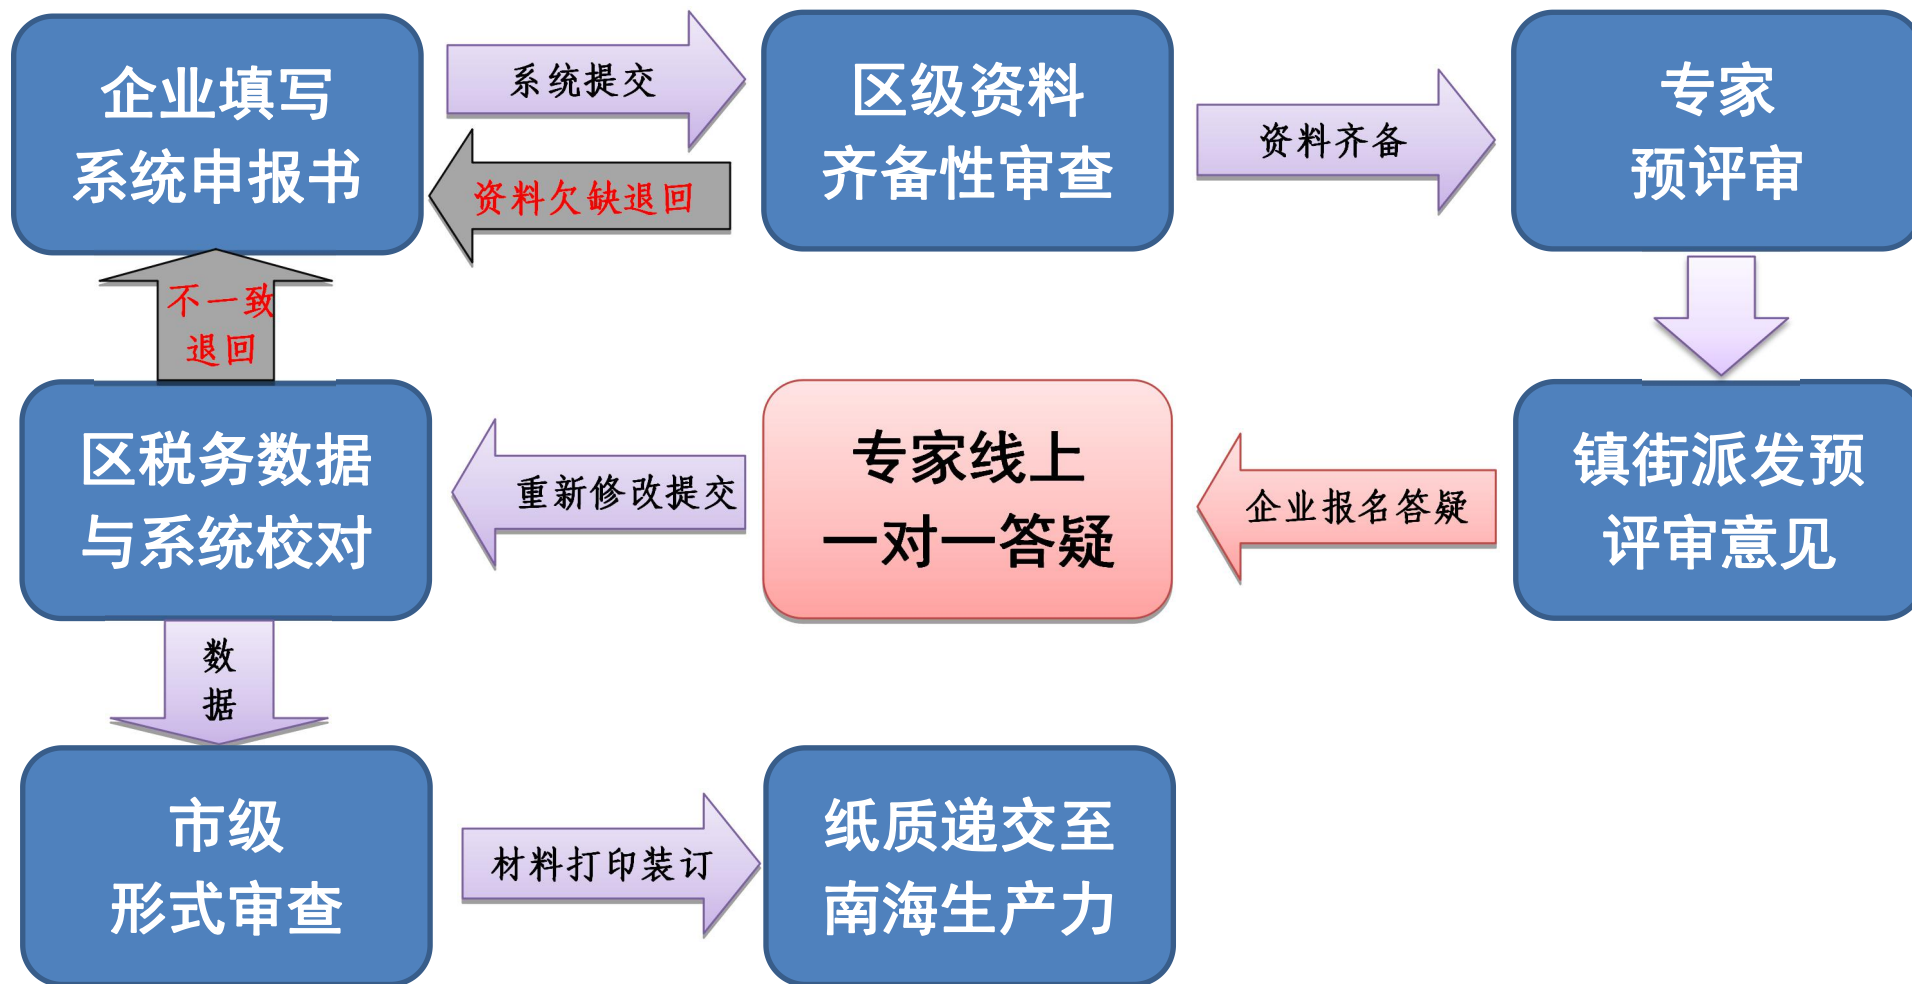 企业填写
系统申报书
系统提交
资料欠缺退回
区级资料
齐备性审查
资料齐备
专家
预评审
不一致
退回
区税务数据
与系统校对
重新修改提交
专家线上
一对一答疑
企业报名答疑
镇街派发预
评审意见
数
据
市级
形式审查
材料打印装订
纸质递交至
南海生产力